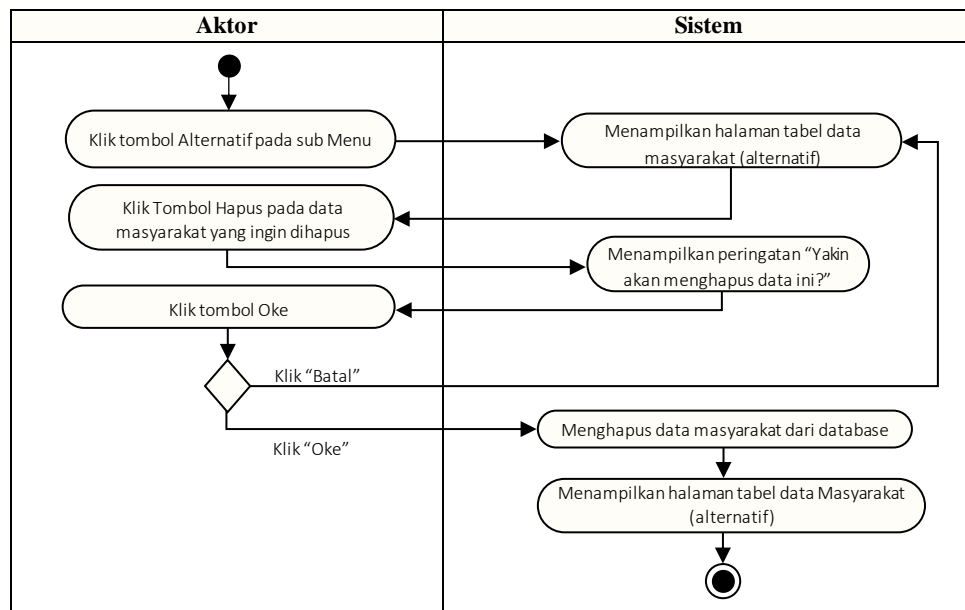 Aktor
Sistem
Klik tombol Alternatif pada sub Menu
Menampilkan halaman tabel data
masyarakat (alternatif)
Klik Tombol Hapus pada data
masyarakat yang ingin dihapus
Menampilkan peringatan “Yakin
akan menghapus data ini?”
Klik tombol Oke
Klik “Batal”
Klik “Oke”
Menghapus data masyarakat dari database
Menampilkan halaman tabel data Masyarakat
(alternatif)